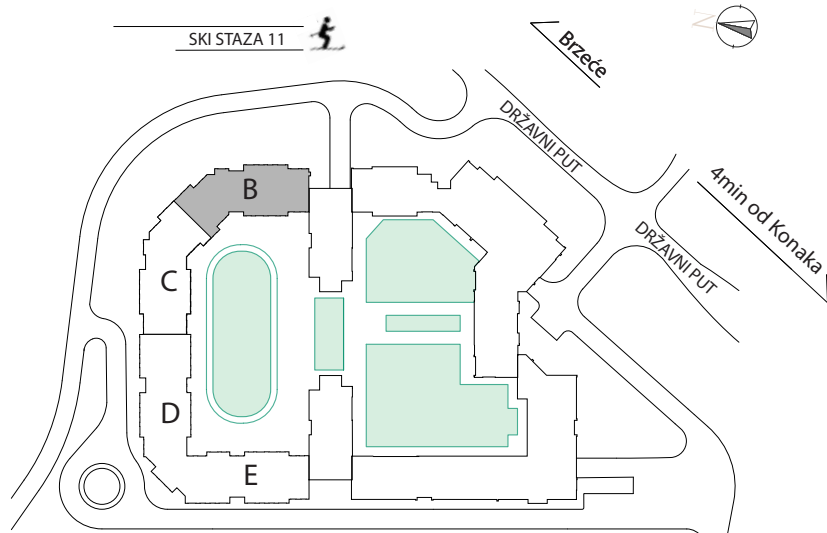 N
SKI STAZA 11
Brzeće
DRŽAVNI PUT
4min od Konaka
B
DRŽAVNI PUT
C
D
E